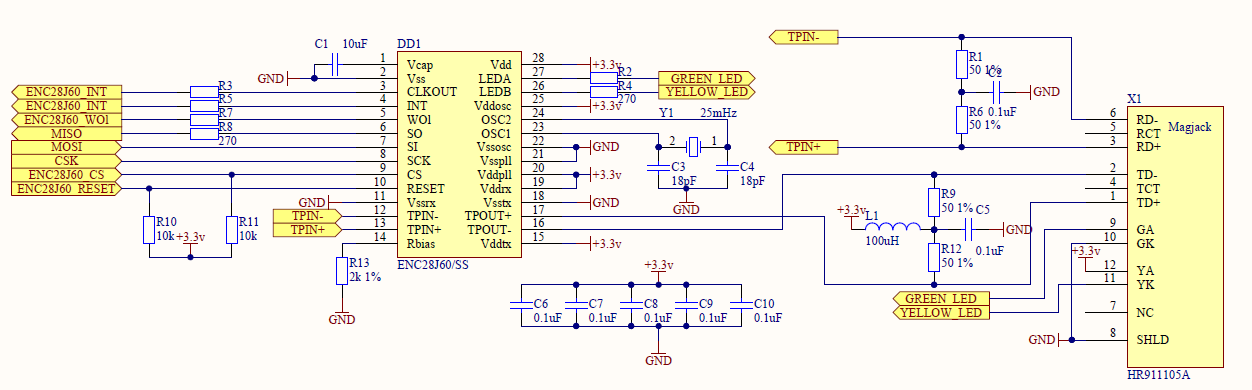 C1 10uF
GND
ENC28J60_INT
ENC28J60_INT
ENC28J60_WOl
MISO
MOSI
CSK
ENC28J60_CS
ENC28J60_RESET
R3
R5
R7
R8
270
R10
10k
+3.3v
R11
10k
GND
TPIN-
TPIN+
R13
2k 1%
GND
DD1
1 Vcap Vdd 28
2 Vss LEDA 27
3 CLKOUT LEDB 26
4 INT Vddosc 25
5 WOl OSC2 24
6 SO OSC1 23
7 SI Vssosc 22
8 SCK Vsspll 21
9 CS Vddpll 20
10 RESET Vddrx 19
11 Vssrx Vsstx 18
12 TPIN- TPOUT+ 17
13 TPIN+ TPOUT- 16
14 Rbias Vddtx 15
ENC28J60/SS
+3.3v
R2
GREEN_LED
R4
YELLOW_LED
270
+3.3v
Y1 25mHz
2 1
GND
C3
18pF
C4
18pF
+3.3v
GND
GND
+3.3v
+3.3v
C6
0.1uF
C7
0.1uF
C8
0.1uF
C9
0.1uF
C10
0.1uF
GND
TPIN-
R1
50 1%
C2
GND
0.1uF
R6
50 1%
TPIN+
R9
50 1%
+3.3v
L1
100uH
C5
GND
0.1uF
R12
50 1%
GREEN_LED
YELLOW_LED
+3.3v
GND
X1
Magjack
6 RD-
5 RCT
3 RD+
2 TD-
4 TCT
1 TD+
9 GA
10 GK
12 YA
11 YK
7 NC
8 SHLD
HR911105A